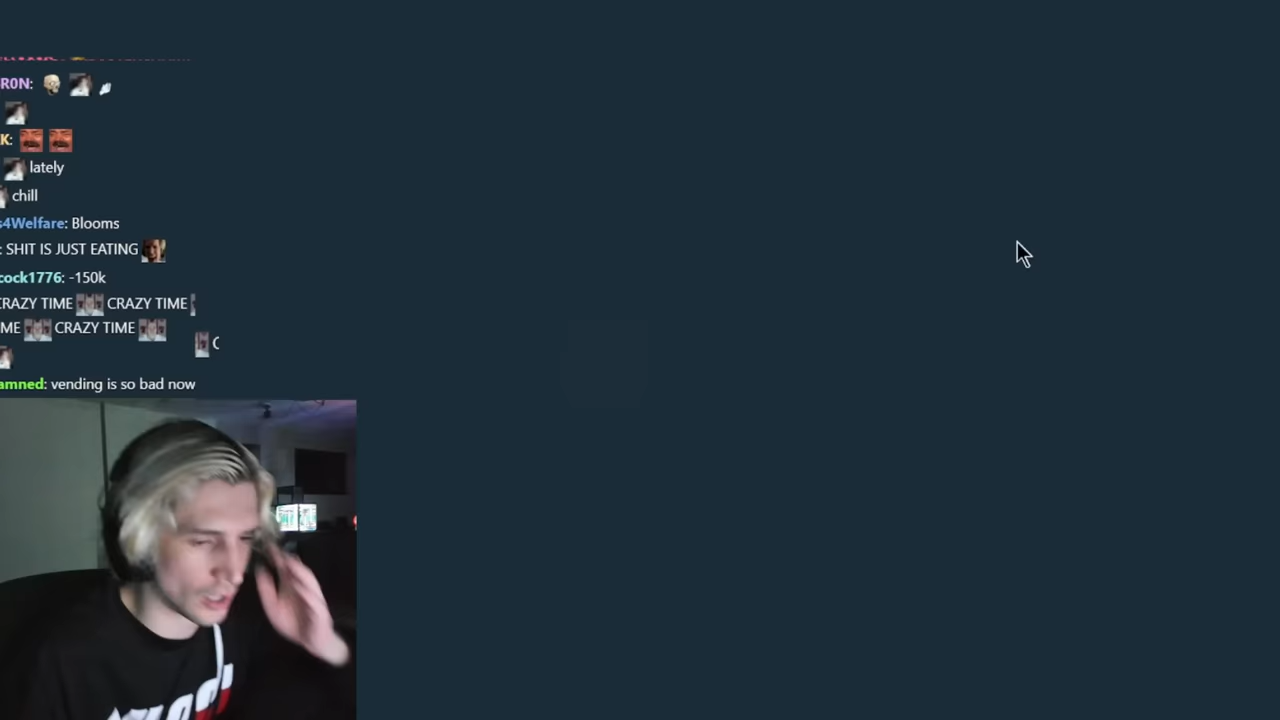 R0N:
K:
lately
chill
s4Welfare: Blooms
: SHIT IS JUST EATING
cock1776: -150k
CRAZY TIME CRAZY TIME
ME CRAZY TIME
C
amned: vending is so bad now